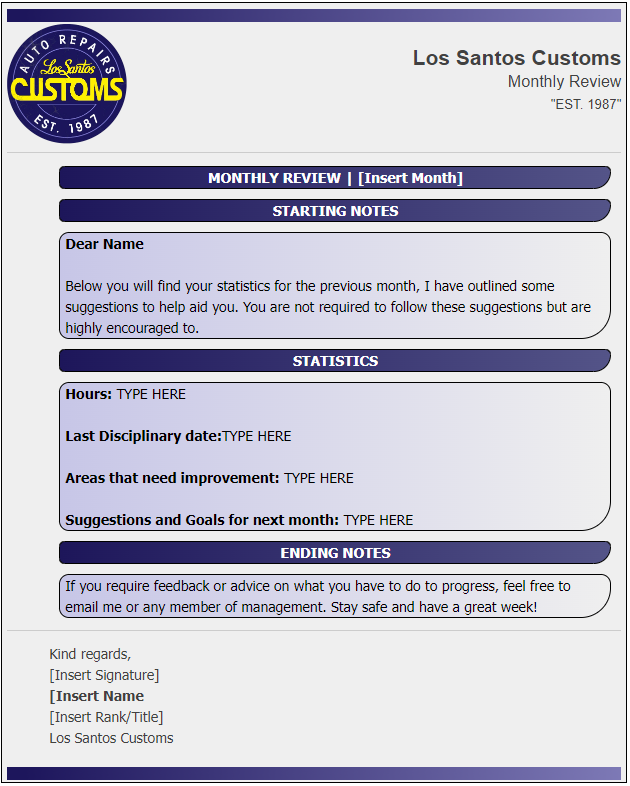 AUTO REPAIRS
Los Santos
CUSTOMS
EST. 1987
Los Santos Customs
Monthly Review
"EST. 1987"
MONTHLY REVIEW | [Insert Month]
STARTING NOTES
Dear Name
Below you will find your statistics for the previous month, I have outlined some
suggestions to help aid you. You are not required to follow these suggestions but are
highly encouraged to.
STATISTICS
Hours: TYPE HERE
Last Disciplinary date:TYPE HERE
Areas that need improvement: TYPE HERE
Suggestions and Goals for next month: TYPE HERE
ENDING NOTES
If you require feedback or advice on what you have to do to progress, feel free to
email me or any member of management. Stay safe and have a great week!
Kind regards,
[Insert Signature]
[Insert Name
[Insert Rank/Title]
Los Santos Customs